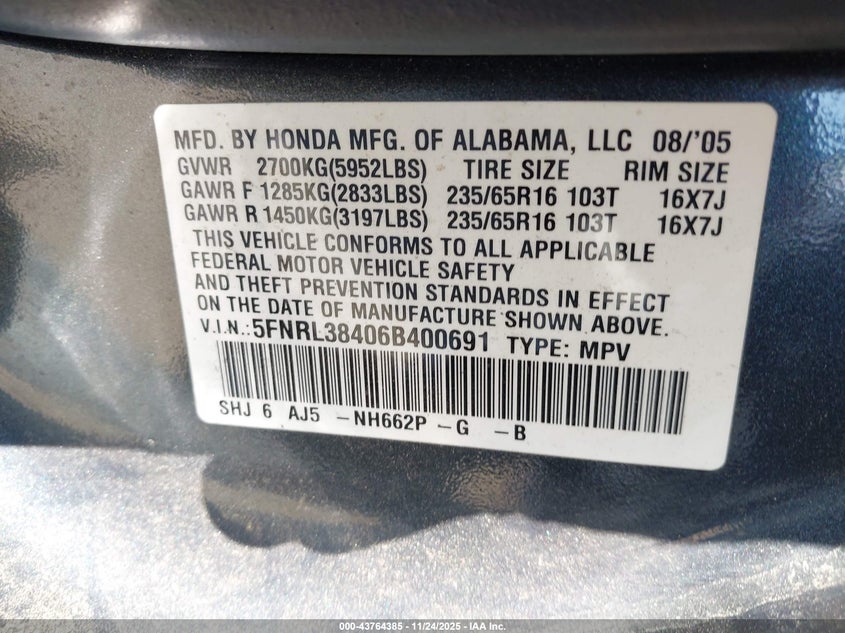 MFD. BY HONDA MFG. OF ALABAMA, LLC 08/'05
GVWR 2700KG(5952LBS) TIRE SIZE RIM SIZE
GAWR F 1285KG(2833LBS) 235/65R16 103T 16X7J
GAWR R 1450KG(3197LBS) 235/65R16 103T 16X7J
THIS VEHICLE CONFORMS TO ALL APPLICABLE
FEDERAL MOTOR VEHICLE SAFETY
AND THEFT PREVENTION STANDARDS IN EFFECT
ON THE DATE OF MANUFACTURE SHOWN ABOVE.
V.I.N.: 5FNRL38406B400691 TYPE: MPV
SHJ 6 AJ5 -NH662P -G -B
000-43764385 - 11/24/2025 - IAA Inc.